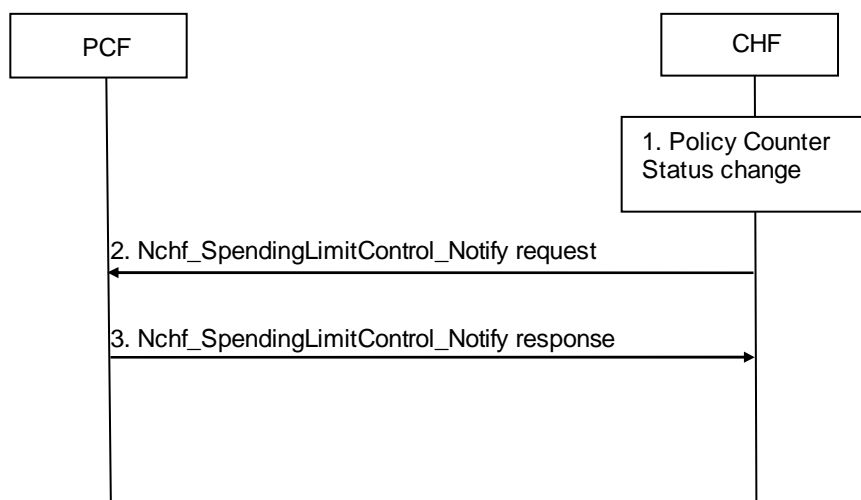 PCF
CHF
1. Policy Counter
Status change
2. Nchf_SpendingLimitControl_Notify request
3. Nchf_SpendingLimitControl_Notify response